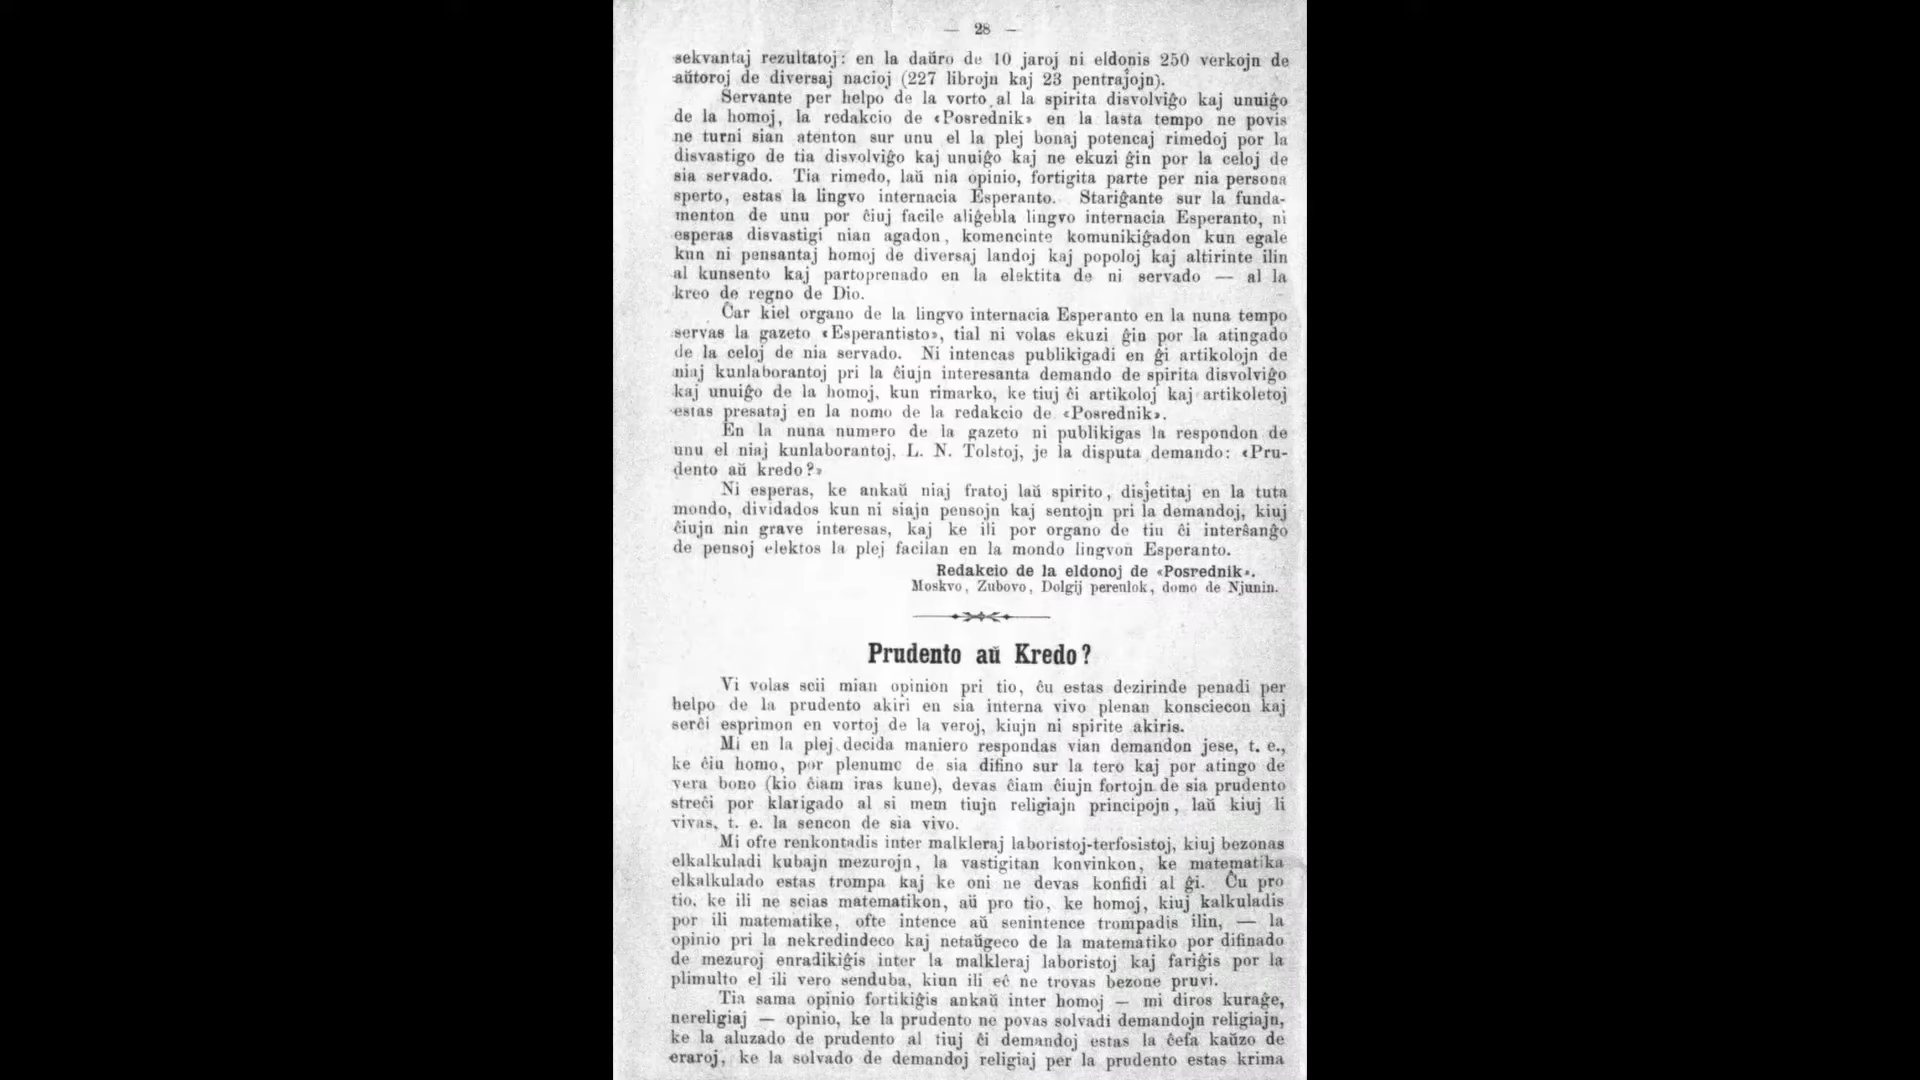 — 28 —
sekvantaj rezultatoj: en la daŭro de 10 jaroj ni eldonis 250 verkojn de
aŭtoroj de diversaj nacioj (227 librojn kaj 23 pentraĵojn).
Servante per helpo de la vorto al la spirita disvolviĝo kaj unuiĝo
de la homoj, la redakcio de «Posrednik» en la lasta tempo ne povis
ne turni sian atenton sur unu el la plej bonaj potencaj rimedoj por la
disvastigo de tia disvolviĝo kaj unuiĝo kaj ne ekuzi ĝin por la celoj de
sia servado. Tia rimedo, laŭ nia opinio, fortigita parte per nia persona
sperto, estas la lingvo internacia Esperanto. Stariĝante sur la funda-
menton de unu por ĉiuj facile aliĝebla lingvo internacia Esperanto, ni
esperas disvastigi nian agadon, komencinte komunikiĝadon kun egale
kun ni pensantaj homoj de diversaj landoj kaj popoloj kaj altirinte ilin
al kunsento kaj partoprenado en la elektita de ni servado — al la
kreo de regno de Dio.
Ĉar kiel organo de la lingvo internacia Esperanto en la nuna tempo
servas la gazeto «Esperantisto», tial ni volas ekuzi ĝin por la atingado
de la celoj de nia servado. Ni intencas publikigadi en ĝi artikolojn de
niaj kunlaborantoj pri la ĉiujn interesanta demando de spirita disvolviĝo
kaj unuiĝo de la homoj, kun rimarko, ke tiuj ĉi artikoloj kaj artikoletoj
estas presataj en la nomo de la redakcio de «Posrednik».
En la nuna numero de la gazeto ni publikigas la respondon de
unu el niaj kunlaborantoj, L. N. Tolstoj, je la disputa demando: «Pru-
dento aŭ kredo?»
Ni esperas, ke ankaŭ niaj fratoj laŭ spirito, disĵetitaj en la tuta
mondo, dividados kun ni siajn pensojn kaj sentojn pri la demandoj, kiuj
ĉiujn nin grave interesas, kaj ke ili por organo de tiu ĉi interŝanĝo
de pensoj elektos la plej facilan en la mondo lingvon Esperanto.
Redakcio de la eldonoj de «Posrednik».
Moskvo, Zubovo, Dolgij pereulok, domo de Njunin.
Prudento aŭ Kredo?
Vi volas scii mian opinion pri tio, ĉu estas dezirinde penadi per
helpo de la prudento akiri en sia interna vivo plenan konsciecon kaj
serĉi esprimon en vortoj de la veroj, kiujn ni spirite akiris.
Mi en la plej decida maniero respondas vian demandon jese, t. e.,
ke ĉiu homo, por plenumo de sia difino sur la tero kaj por atingo de
vera bono (kio ĉiam iras kune), devas ĉiam ĉiujn fortojn de sia prudento
streĉi por klarigado al si mem tiujn religiajn principojn, laŭ kiuj li
vivas, t. e. la sencon de sia vivo.
Mi ofte renkontadis inter malkleraj laboristoj-terfosistoj, kiuj bezonas
elkalkuladi kubajn mezurojn, la vastigitan konvinkon, ke matematika
elkalkulado estas trompa kaj ke oni ne devas konfidi al ĝi. Ĉu pro
tio, ke ili ne scias matematikon, aŭ pro tio, ke homoj, kiuj kalkuladis
por ili matematike, ofte intence aŭ senintence trompadis ilin, — la
opinio pri la nekredindeco kaj netaŭgeco de la matematiko por difinado
de mezuroj enradikiĝis inter la malkleraj laboristoj kaj fariĝis por la
plimulto el ili vero senduba, kiun ili eĉ ne trovas bezone pruvi.
Tia sama opinio fortikiĝis ankaŭ inter homoj — mi diros kuraĝe,
nereligiaj — opinio, ke la prudento ne povas solvadi demandojn religiajn,
ke la aluzado de prudento al tiuj ĉi demandoj estas la ĉefa kaŭzo de
eraroj, ke la solvado de demandoj religiaj per la prudento estas krima